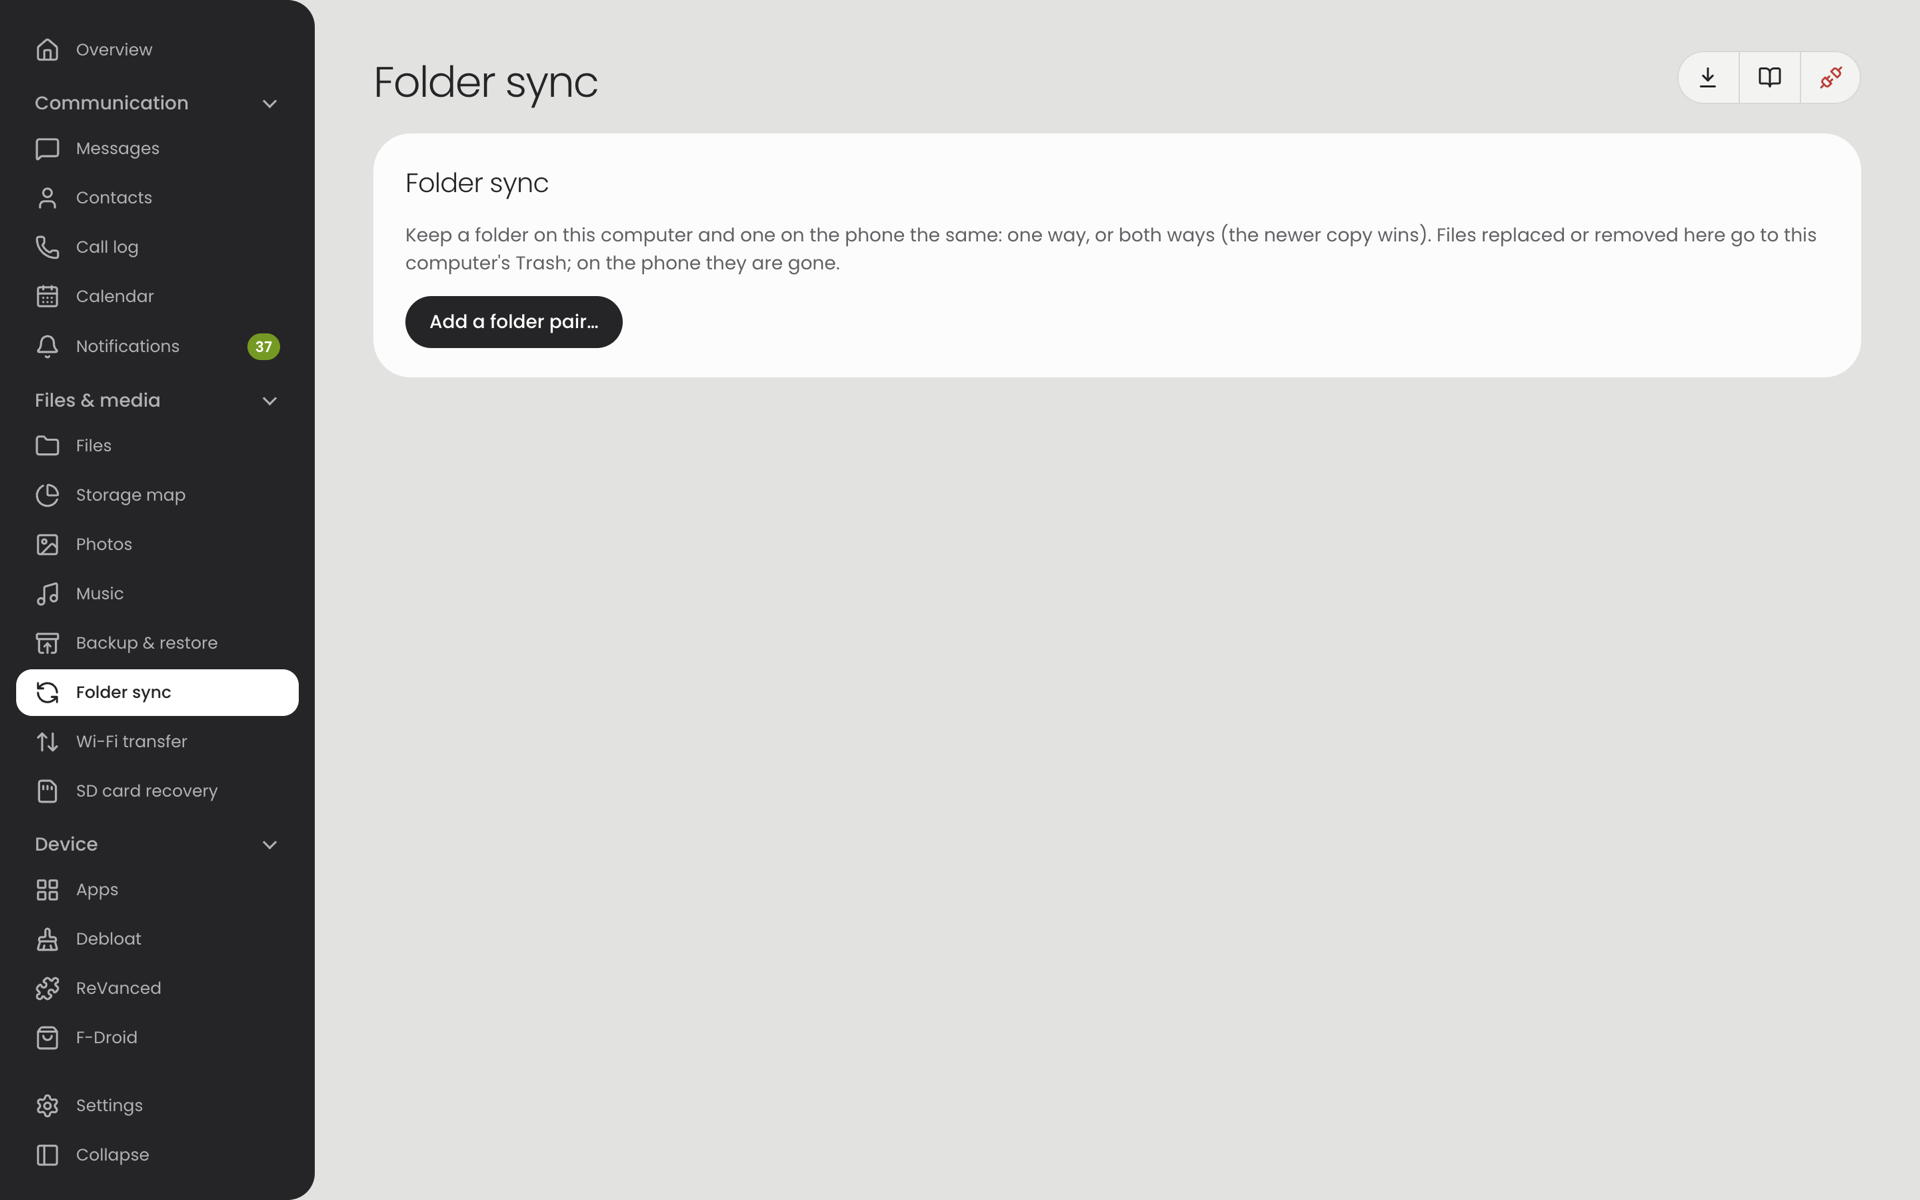 Overview
Communication
Messages
Contacts
Call log
Calendar
Notifications 37
Files & media
Files
Storage map
Photos
Music
Backup & restore
Folder sync
Wi-Fi transfer
SD card recovery
Device
Apps
Debloat
ReVanced
F-Droid
Settings
Collapse
Folder sync
Folder sync
Keep a folder on this computer and one on the phone the same: one way, or both ways (the newer copy wins). Files replaced or removed here go to this
computer's Trash; on the phone they are gone.
Add a folder pair...